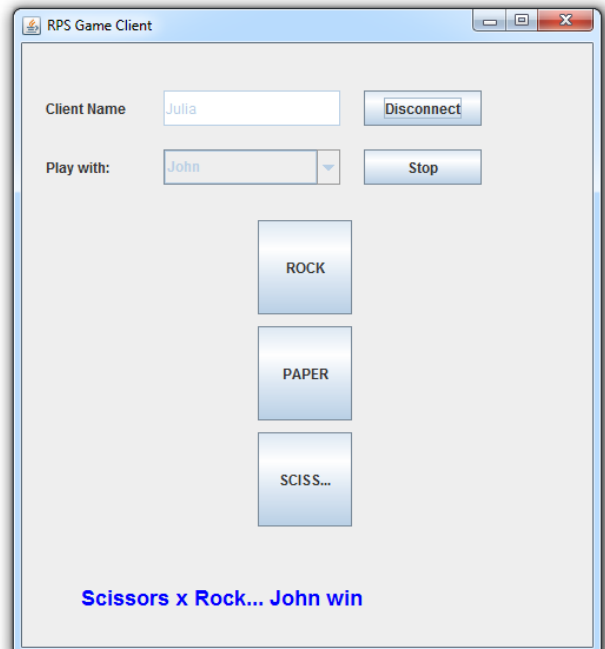 RPS Game Client
Client Name Julia Disconnect
Play with: John Stop
ROCK
PAPER
SCISS...
Scissors x Rock... John win